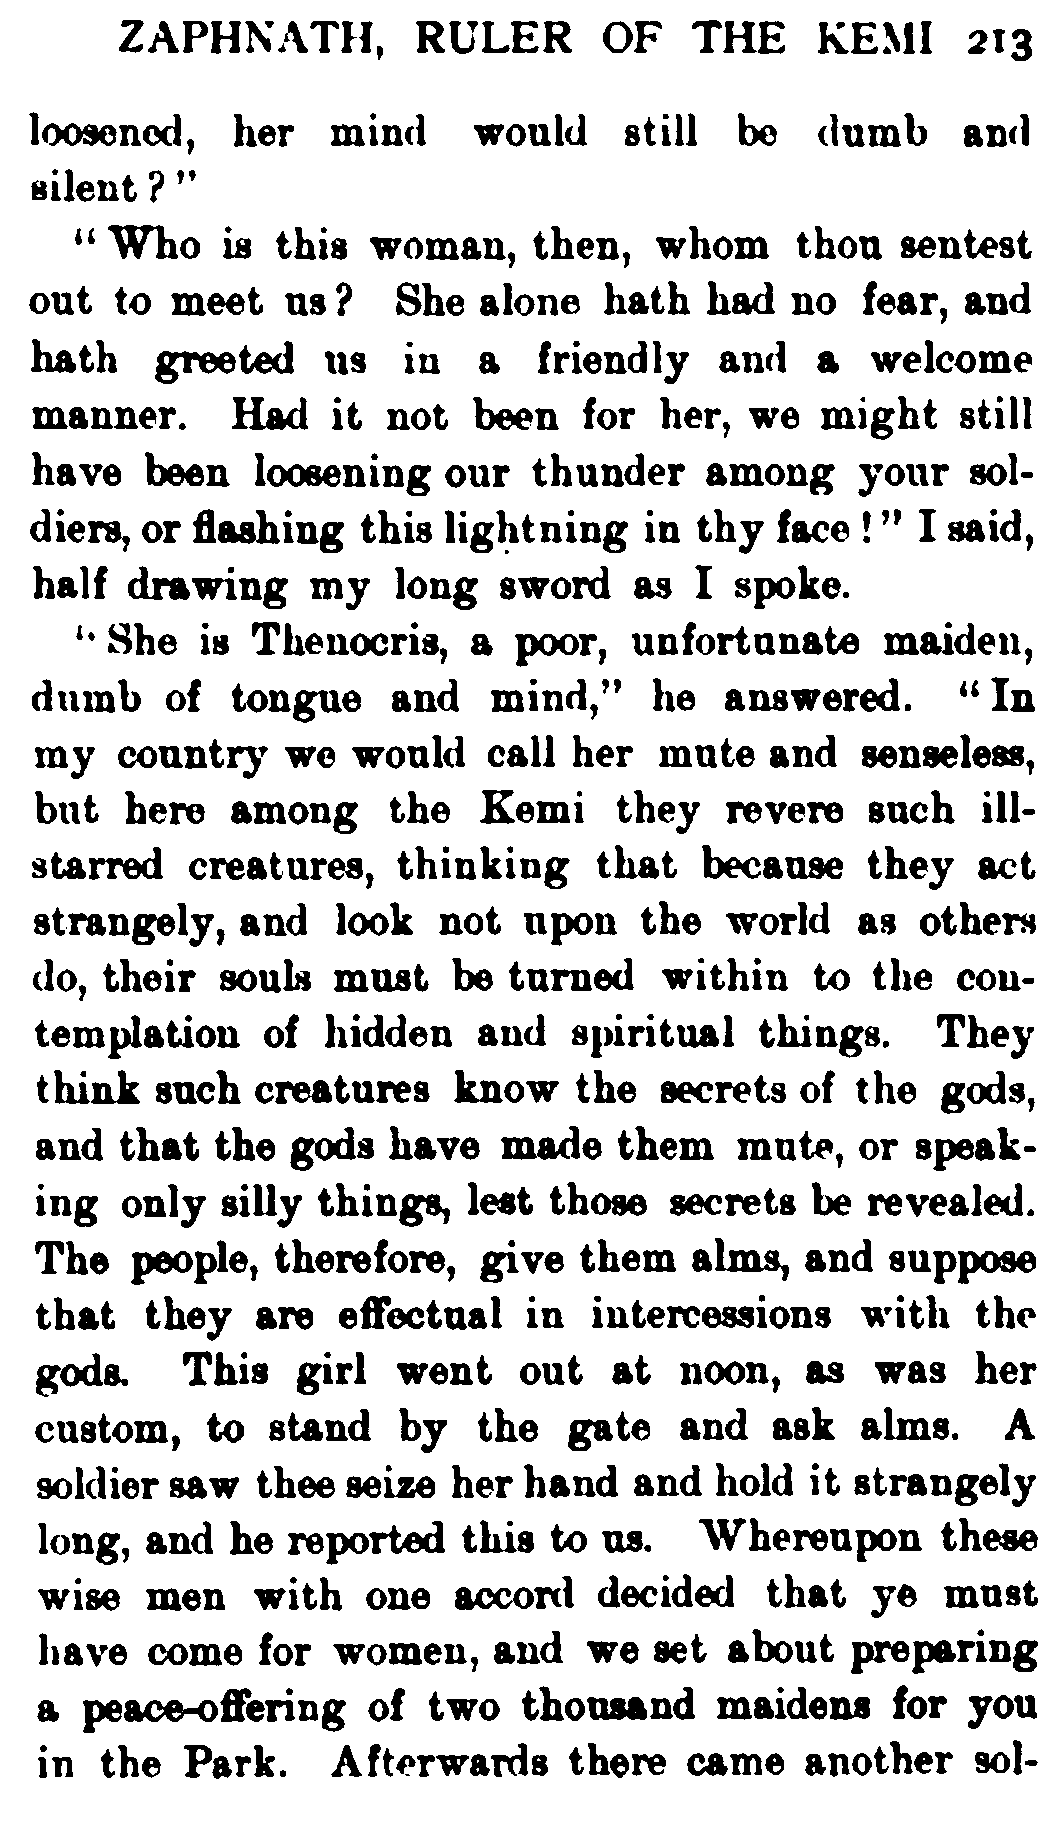 ZAPHNATH, RULER OF THE KEMI 213
loosened, her mind would still be dumb and
silent?"
"Who is this woman, then, whom thou sentest
out to meet us? She alone hath had no fear, and
hath greeted us in a friendly and a welcome
manner. Had it not been for her, we might still
have been loosening our thunder among your sol-
diers, or flashing this lightning in thy face!" I said,
half drawing my long sword as I spoke.
"She is Thenocris, a poor, unfortunate maiden,
dumb of tongue and mind," he answered. "In
my country we would call her mute and senseless,
but here among the Kemi they revere such ill-
starred creatures, thinking that because they act
strangely, and look not upon the world as others
do, their souls must be turned within to the con-
templation of hidden and spiritual things. They
think such creatures know the secrets of the gods,
and that the gods have made them mute, or speak-
ing only silly things, lest those secrets be revealed.
The people, therefore, give them alms, and suppose
that they are effectual in intercessions with the
gods. This girl went out at noon, as was her
custom, to stand by the gate and ask alms. A
soldier saw thee seize her hand and hold it strangely
long, and he reported this to us. Whereupon these
wise men with one accord decided that ye must
have come for women, and we set about preparing
a peace-offering of two thousand maidens for you
in the Park. Afterwards there came another sol-